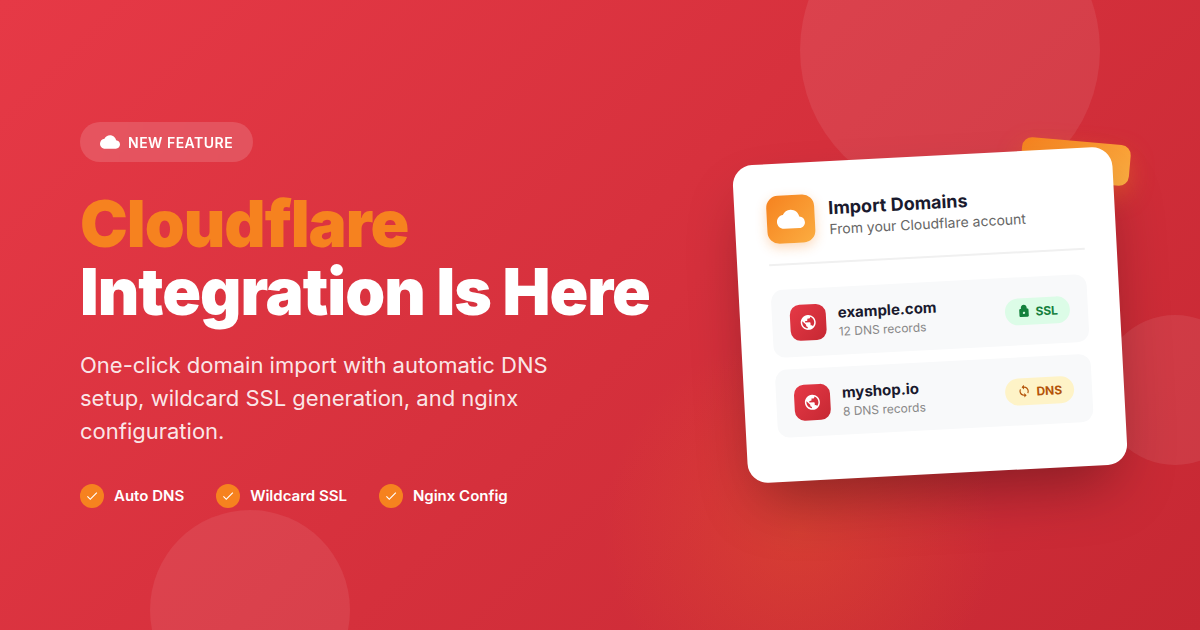 NEW FEATURE
Cloudflare
Integration Is Here
One-click domain import with automatic DNS
setup, wildcard SSL generation, and nginx
configuration.
Auto DNS
Wildcard SSL
Nginx Config
Import Domains
From your Cloudflare account
example.com
12 DNS records
SSL
myshop.io
8 DNS records
DNS